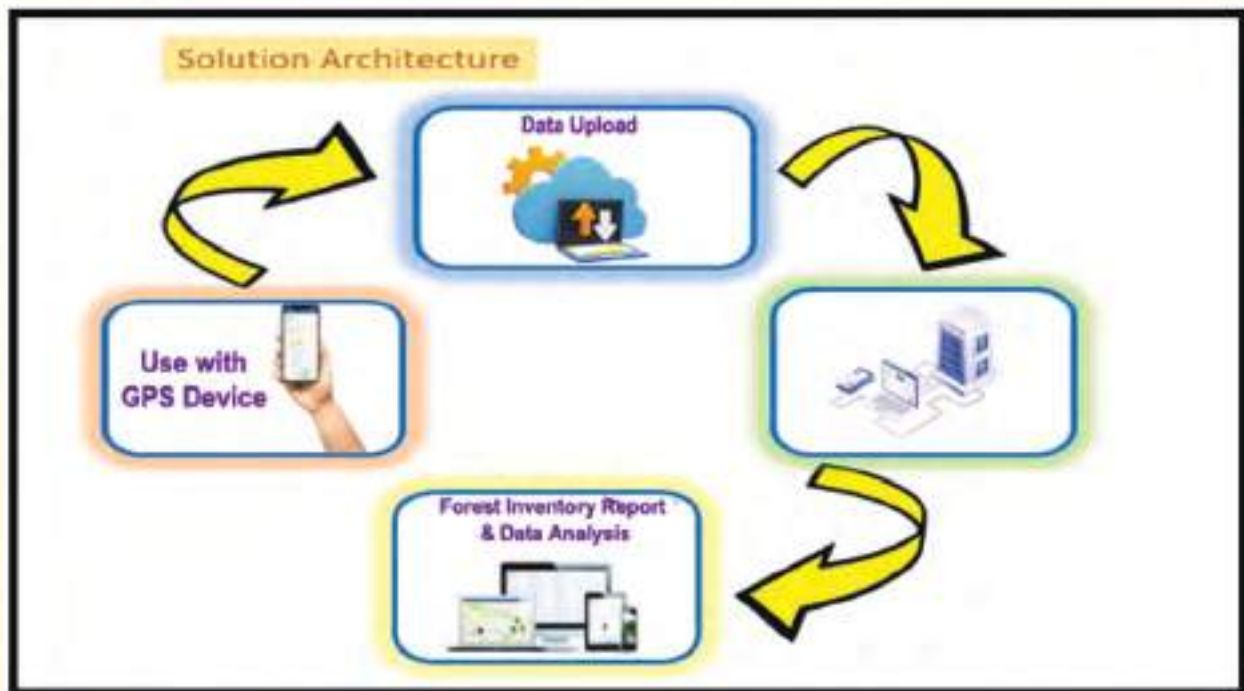 Solution Architecture
Data Upload
Use with
GPS Device
Forest Inventory Report
& Data Analysis